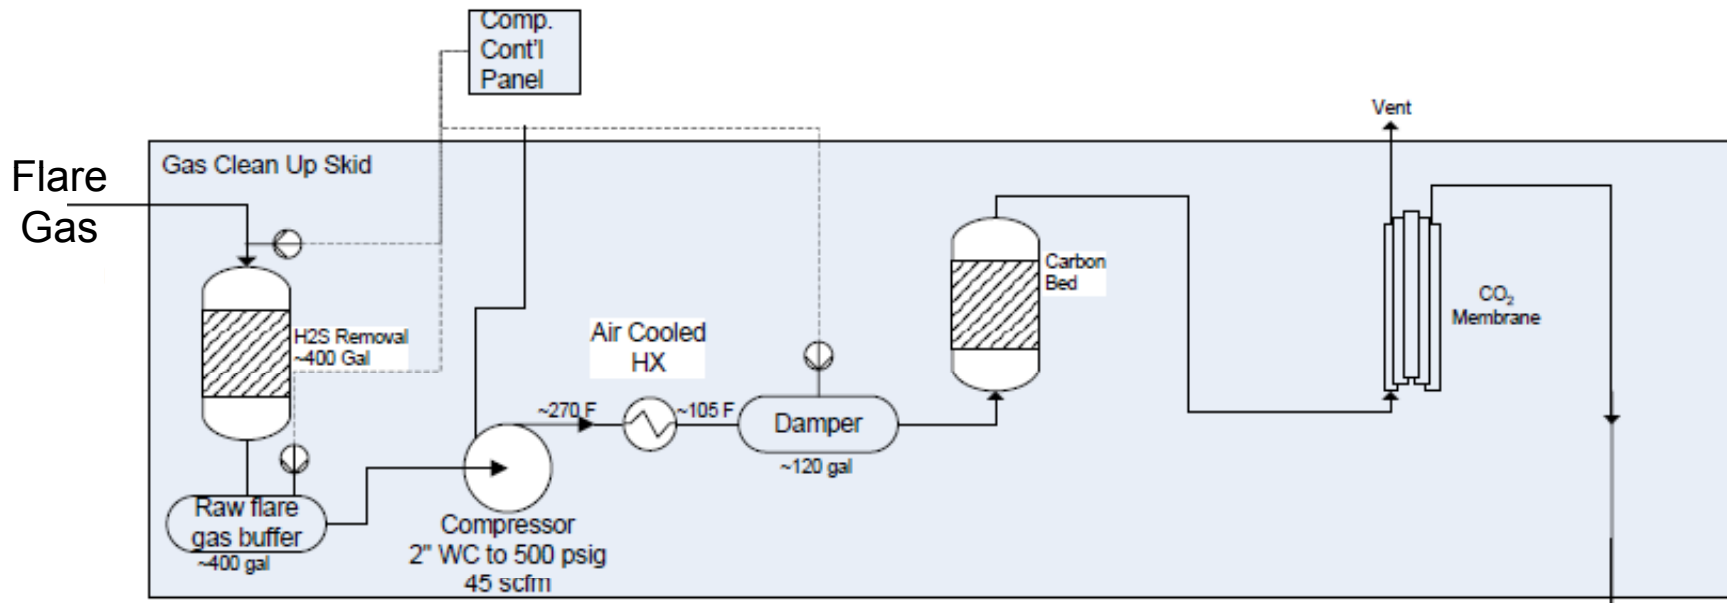 Comp.
Cont'l
Panel
Vent
Gas Clean Up Skid
Flare
Gas
H2S Removal
~400 Gal
Carbon
Bed
CO2
Membrane
Air Cooled
HX
~270 F
~105 F
Damper
~120 gal
Raw flare
gas buffer
~400 gal
Compressor
2" WC to 500 psig
45 scfm